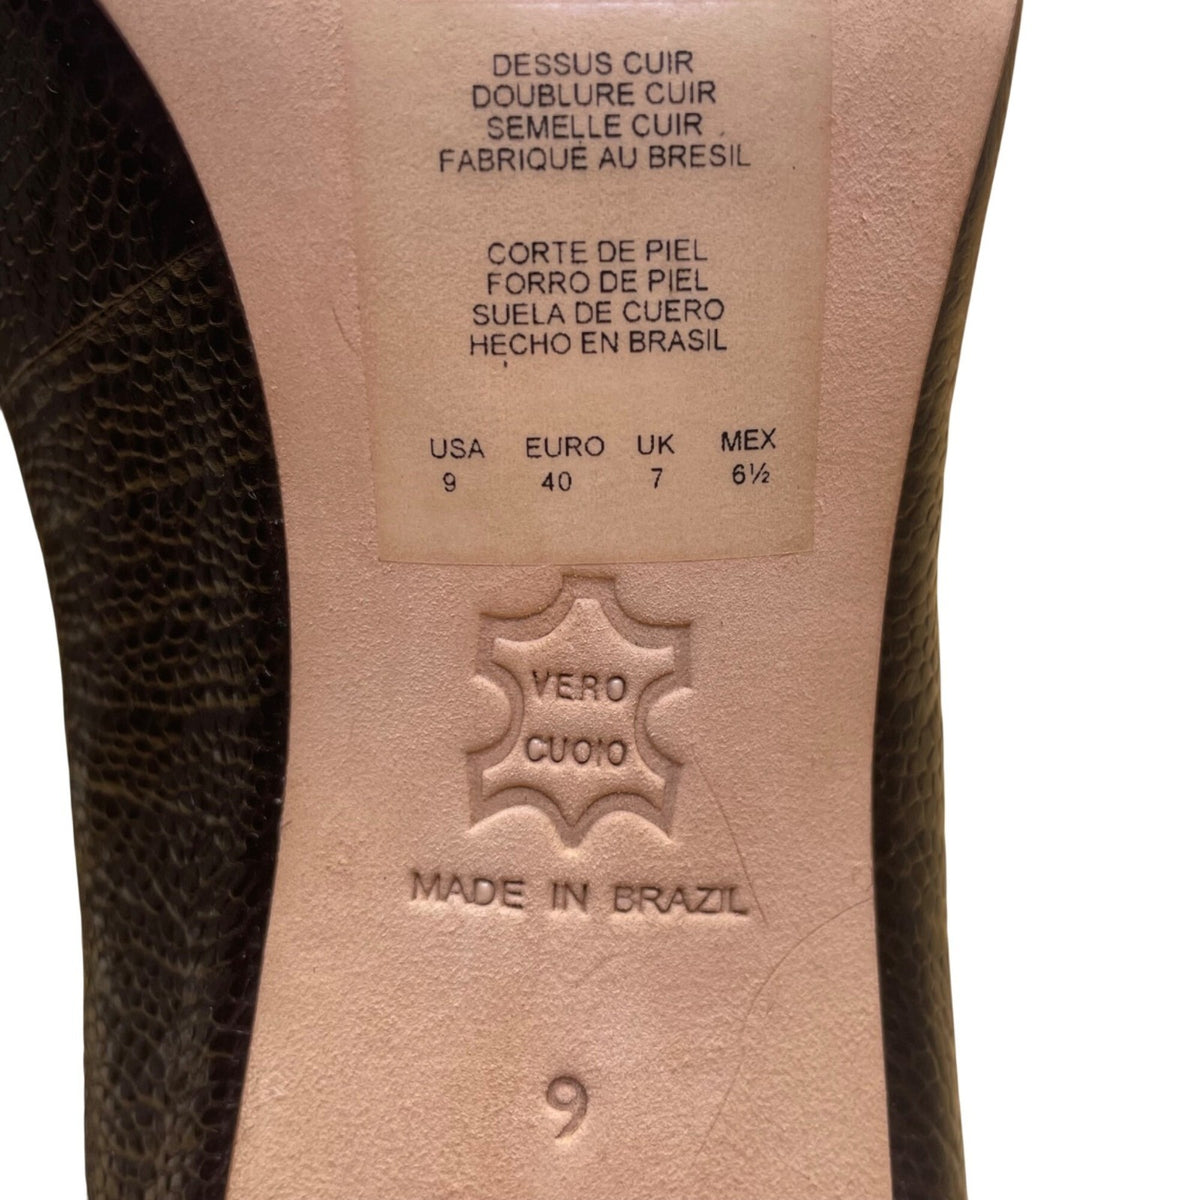 DESSUS CUIR
DOUBLURE CUIR
SEMELLE CUIR
FABRIQUE AU BRESIL
CORTE DE PIEL
FORRO DE PIEL
SUELA DE CUERO
HECHO EN BRASIL
USA EURO UK MEX
9 40 7 6½
VERO
CUOIO
MADE IN BRAZIL
9